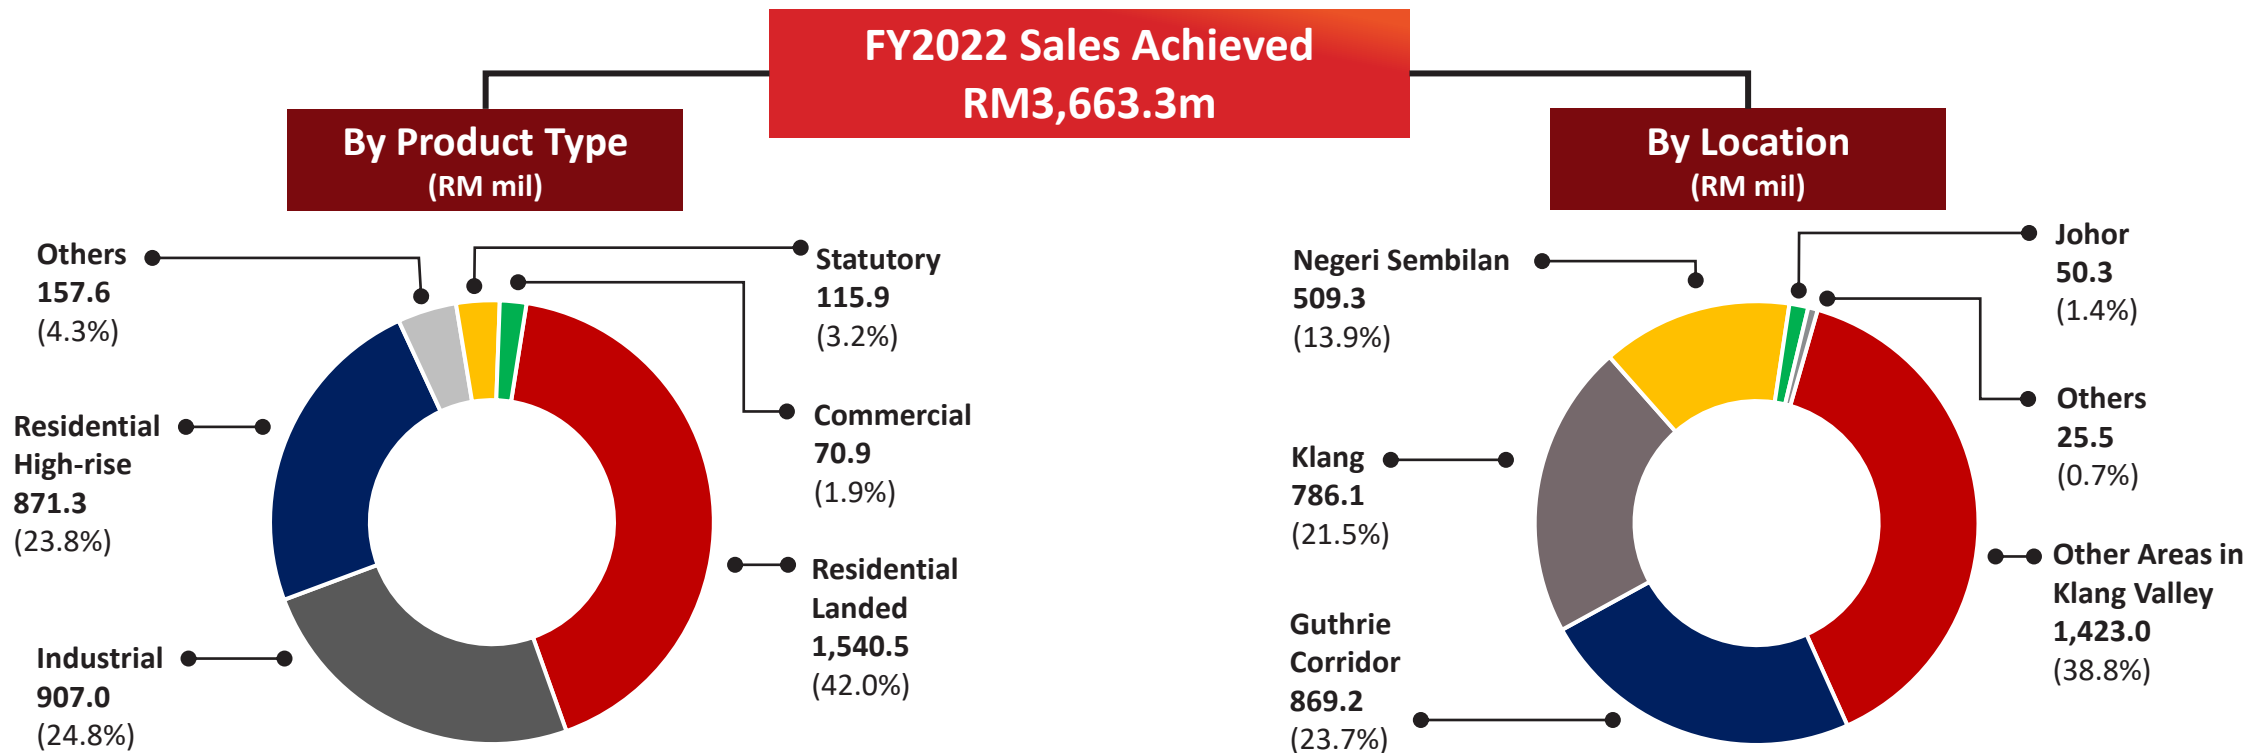 FY2022 Sales Achieved
RM3,663.3m
By Product Type
(RM mil)
Others
157.6
(4.3%)
Statutory
115.9
(3.2%)
Residential
High-rise
871.3
(23.8%)
Commercial
70.9
(1.9%)
Industrial
907.0
(24.8%)
Residential
Landed
1,540.5
(42.0%)
By Location
(RM mil)
Negeri Sembilan
509.3
(13.9%)
Johor
50.3
(1.4%)
Klang
786.1
(21.5%)
Others
25.5
(0.7%)
Guthrie
Corridor
869.2
(23.7%)
Other Areas in
Klang Valley
1,423.0
(38.8%)